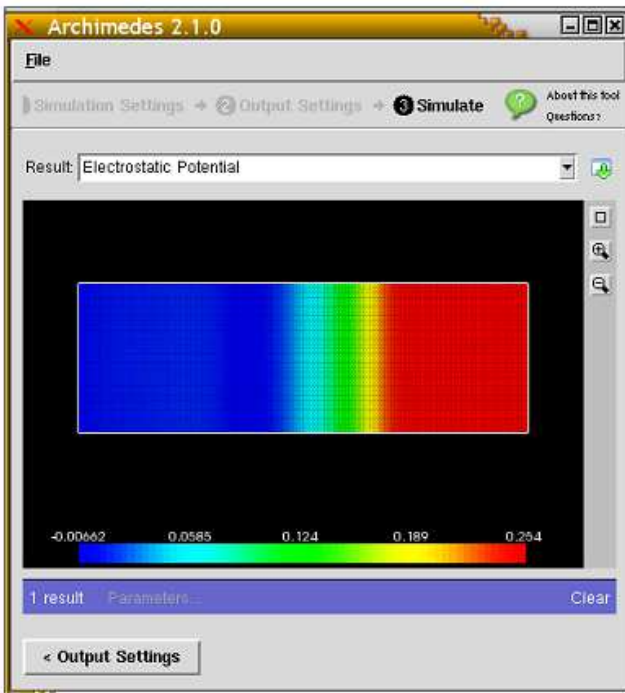 Archimedes 2.1.0
File
Simulation Settings → 2 Output Settings → 3 Simulate
About this tool
Questions?
Result: Electrostatic Potential
-0.00662 0.0585 0.124 0.189 0.254
1 result Parameters... Clear
< Output Settings